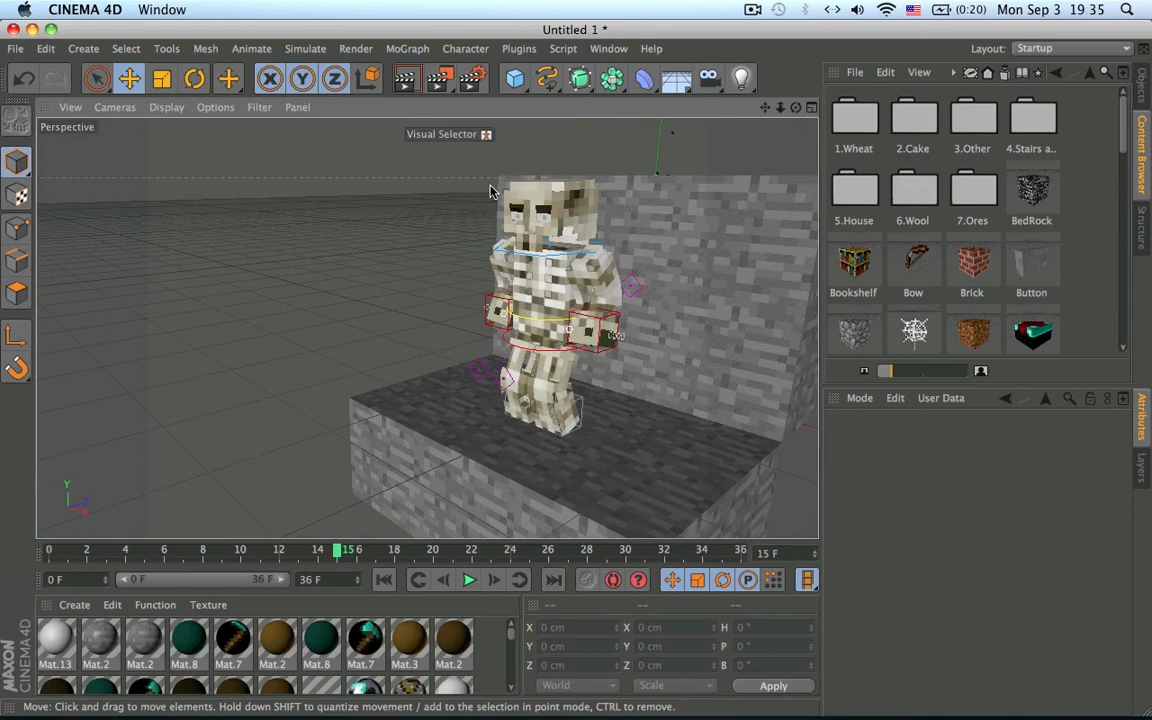 CINEMA 4D Window (0:20) Mon Sep 3 19 35
Untitled 1 *
File Edit Create Select Tools Mesh Animate Simulate Render MoGraph Character Plugins Script Window Help Layout: Startup
File Edit View
View Cameras Display Options Filter Panel
Perspective
Visual Selector
1.Wheat 2.Cake 3.Other 4.Stairs a..
5.House 6.Wool 7.Ores BedRock
Bookshelf Bow Brick Button
Objects
Content Browser
Structure
Mode Edit User Data
Attributes
Layers
Y
Z
X
0 2 4 6 8 10 12 14 15 6 18 20 22 24 26 28 30 32 34 36 15 F
0 F 0 F 36 F 36 F
Create Edit Function Texture
-- -- --
Mat.13 Mat.2 Mat.2 Mat.8 Mat.7 Mat.2 Mat.8 Mat.7 Mat.3 Mat.2
X 0 cm X 0 cm H 0 °
Y 0 cm Y 0 cm P 0 °
Z 0 cm Z 0 cm B 0 °
World Scale Apply
MAXON
CINEMA 4D
Move: Click and drag to move elements. Hold down SHIFT to quantize movement / add to the selection in point mode, CTRL to remove.